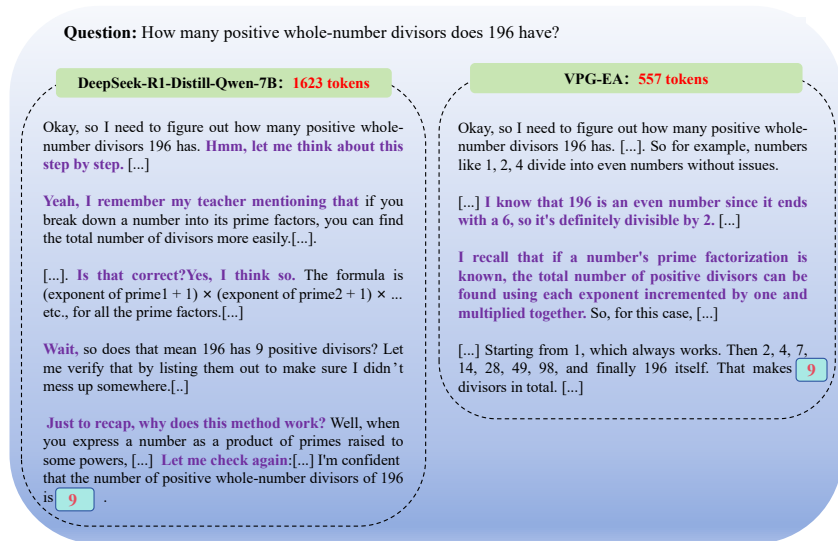 Question: How many positive whole-number divisors does 196 have?
DeepSeek-R1-Distill-Qwen-7B: 1623 tokens
Okay, so I need to figure out how many positive whole-
number divisors 196 has. Hmm, let me think about this
step by step. [...]
Yeah, I remember my teacher mentioning that if you
break down a number into its prime factors, you can find
the total number of divisors more easily.[...].
[...]. Is that correct?Yes, I think so. The formula is
(exponent of prime1 + 1) × (exponent of prime2 + 1) × ...
etc., for all the prime factors.[...]
Wait, so does that mean 196 has 9 positive divisors? Let
me verify that by listing them out to make sure I didn't
mess up somewhere.[..]
Just to recap, why does this method work? Well, when
you express a number as a product of primes raised to
some powers, [...] Let me check again:[...] I'm confident
that the number of positive whole-number divisors of 196
is 9 .
VPG-EA: 557 tokens
Okay, so I need to figure out how many positive whole-
number divisors 196 has. [...]. So for example, numbers
like 1, 2, 4 divide into even numbers without issues.
[...] I know that 196 is an even number since it ends
with a 6, so it's definitely divisible by 2. [...]
I recall that if a number's prime factorization is
known, the total number of positive divisors can be
found using each exponent incremented by one and
multiplied together. So, for this case, [...]
[...] Starting from 1, which always works. Then 2, 4, 7,
14, 28, 49, 98, and finally 196 itself. That makes 9
divisors in total. [...]